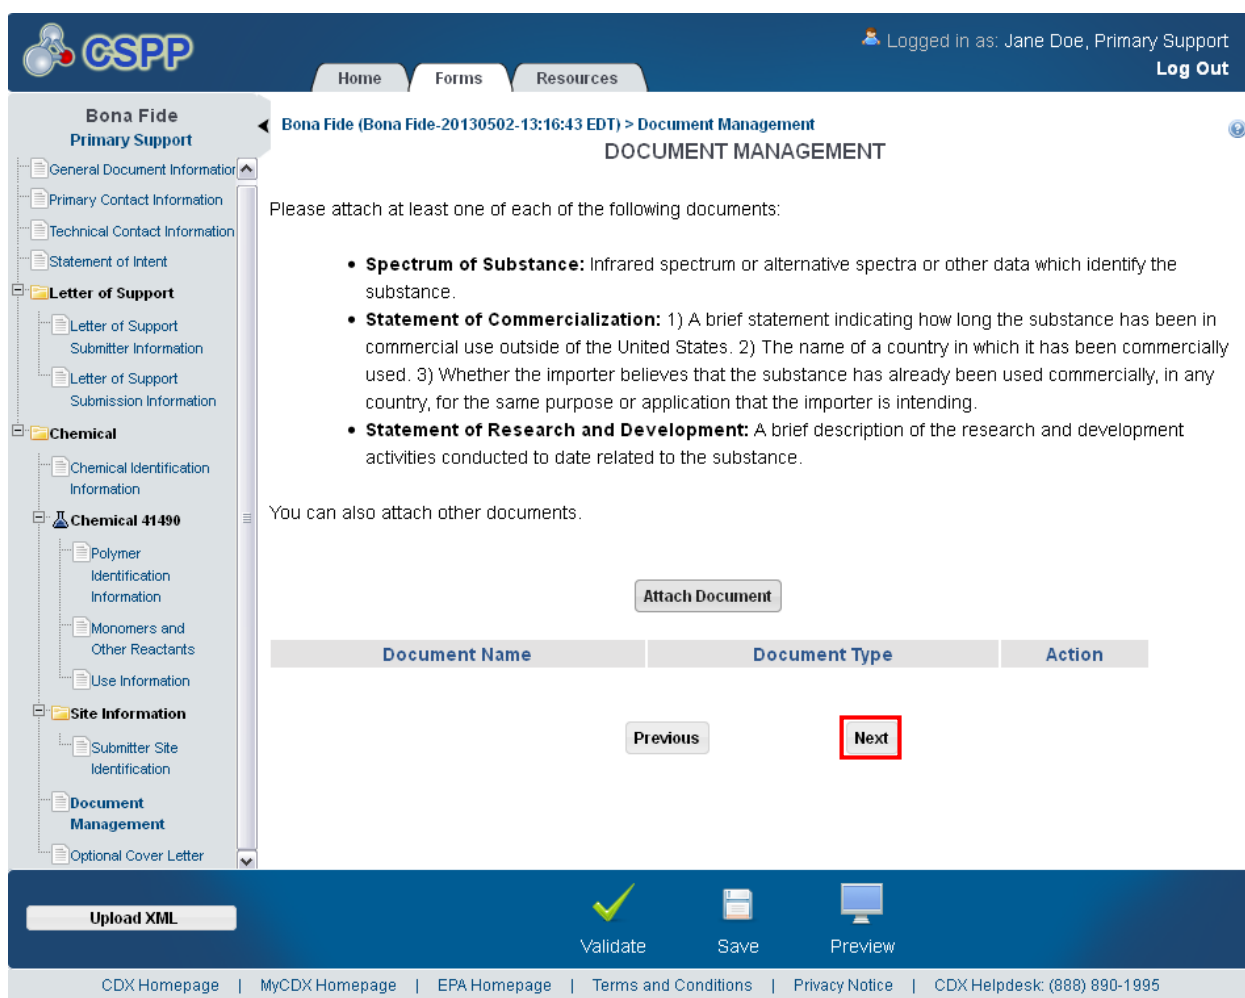 CSPP
Logged in as: Jane Doe, Primary Support
Log Out
Home
Forms
Resources
Bona Fide
Primary Support
General Document Information
Primary Contact Information
Technical Contact Information
Statement of Intent
Letter of Support
Letter of Support
Submitter Information
Letter of Support
Submission Information
Chemical
Chemical Identification
Information
Chemical 41490
Polymer
Identification
Information
Monomers and
Other Reactants
Use Information
Site Information
Submitter Site
Identification
Document
Management
Optional Cover Letter
Bona Fide (Bona Fide-20130502-13:16:43 EDT) > Document Management
DOCUMENT MANAGEMENT
Please attach at least one of each of the following documents:
• Spectrum of Substance: Infrared spectrum or alternative spectra or other data which identify the
substance.
• Statement of Commercialization: 1) A brief statement indicating how long the substance has been in
commercial use outside of the United States. 2) The name of a country in which it has been commercially
used. 3) Whether the importer believes that the substance has already been used commercially, in any
country, for the same purpose or application that the importer is intending.
• Statement of Research and Development: A brief description of the research and development
activities conducted to date related to the substance.
You can also attach other documents.
Attach Document
Document Name Document Type Action
Previous Next
Upload XML
Validate Save Preview
CDX Homepage | MyCDX Homepage | EPA Homepage | Terms and Conditions | Privacy Notice | CDX Helpdesk: (888) 890-1995